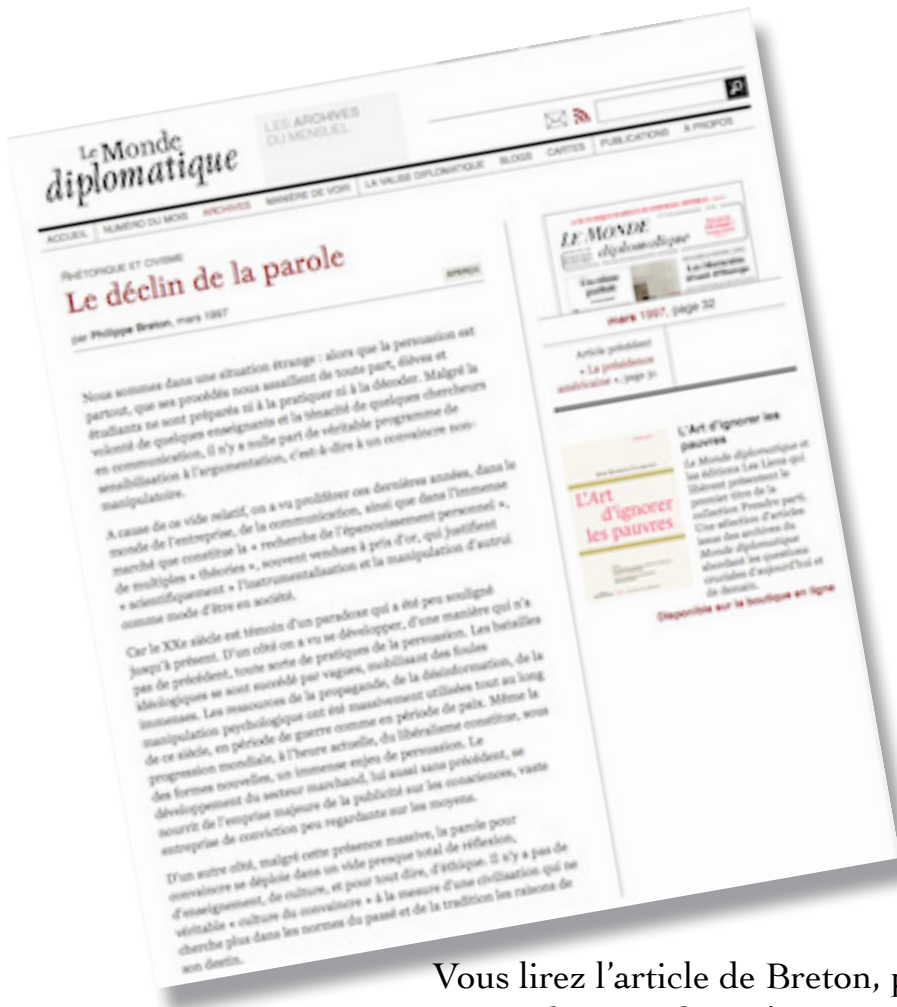 Le Monde
diplomatique
LES ARCHIVES
DU MENSUEL
ACCUEIL NUMÉRO DU MOIS ARCHIVES MANIÈRE DE VOIR LA VALISE DIPLOMATIQUE BLOGS CARTES PUBLICATIONS À PROPOS
RHÉTORIQUE ET CIVISME
Le déclin de la parole
APERÇU
par Philippe Breton, mars 1997
Nous sommes dans une situation étrange : alors que la persuasion est
partout, que ses procédés nous assaillent de toute part, élèves et
étudiants ne sont préparés ni à la pratiquer ni à la décoder. Malgré la
volonté de quelques enseignants et la ténacité de quelques chercheurs
en communication, il n'y a nulle part de véritable programme de
sensibilisation à l'argumentation, c'est-à-dire à un convaincre non-
manipulatoire.
A cause de ce vide relatif, on a vu proliférer ces dernières années, dans le
monde de l'entreprise, de la communication, ainsi que dans l'immense
marché que constitue la « recherche de l'épanouissement personnel »,
de multiples « théories », souvent vendues à prix d'or, qui justifient
« scientifiquement » l'instrumentalisation et la manipulation d'autrui
comme mode d'être en société.
Car le XXe siècle est témoin d'un paradoxe qui a été peu souligné
jusqu'à présent. D'un côté on a vu se développer, d'une manière qui n'a
pas de précédent, toute sorte de pratiques de la persuasion. Les batailles
idéologiques se sont succédé par vagues, mobilisant des foules
immenses. Les ressources de la propagande, de la désinformation, de la
manipulation psychologique ont été massivement utilisées tout au long
de ce siècle, en période de guerre comme en période de paix. Même la
progression mondiale, à l'heure actuelle, du libéralisme constitue, sous
des formes nouvelles, un immense enjeu de persuasion. Le
développement du secteur marchand, lui aussi sans précédent, se
nourrit de l'emprise majeure de la publicité sur les consciences, vaste
entreprise de conviction peu regardante sur les moyens.
D'un autre côté, malgré cette présence massive, la parole pour
convaincre se déploie dans un vide presque total de réflexion,
d'enseignement, de culture, et pour tout dire, d'éthique. Il n'y a pas de
véritable « culture du convaincre » à la mesure d'une civilisation qui ne
cherche plus dans les normes du passé et de la tradition les raisons de
son destin.
LE MONDE
diplomatique
mars 1997, page 32
Article précédent
« La présidence
américaine », page 31
L'Art
d'ignorer
les pauvres
L'Art d'ignorer les
pauvres
Le Monde diplomatique et
les éditions Les Liens qui
libèrent présentent le
premier titre de la
collection Prendre parti.
Une sélection d'articles
issus des archives du
Monde diplomatique
abordant les questions
cruciales d'aujourd'hui et
de demain.
Disponible sur la boutique en ligne
Vous lirez l'article de Breton, p